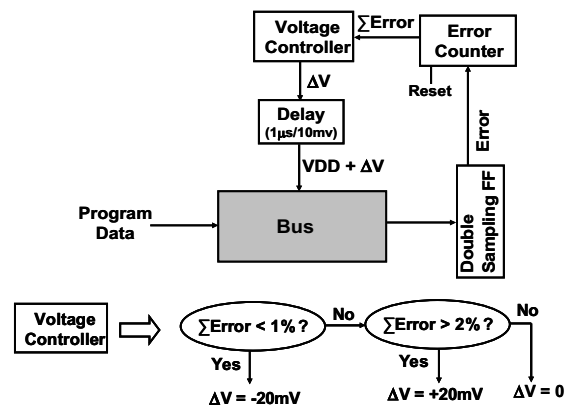 Voltage
Controller
∑Error
Error
Counter
ΔV
Reset
Delay
(1μs/10mv)
Error
VDD + ΔV
Program
Data
Bus
Double
Sampling FF
Voltage
Controller
∑Error < 1% ?
No
∑Error > 2% ?
No
Yes
Yes
ΔV = -20mV
ΔV = +20mV
ΔV = 0